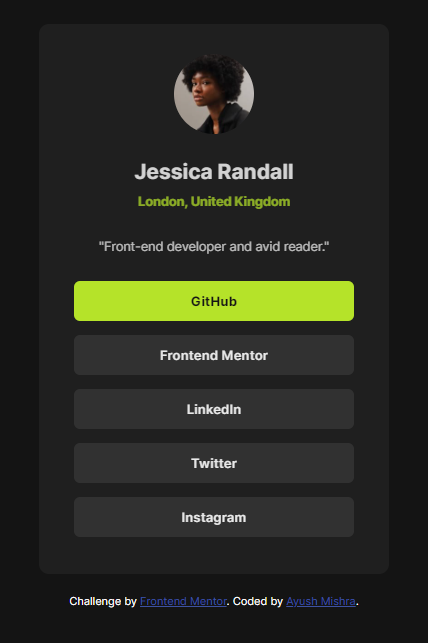 Jessica Randall
London, United Kingdom
"Front-end developer and avid reader."
GitHub
Frontend Mentor
LinkedIn
Twitter
Instagram
Challenge by Frontend Mentor. Coded by Ayush Mishra.